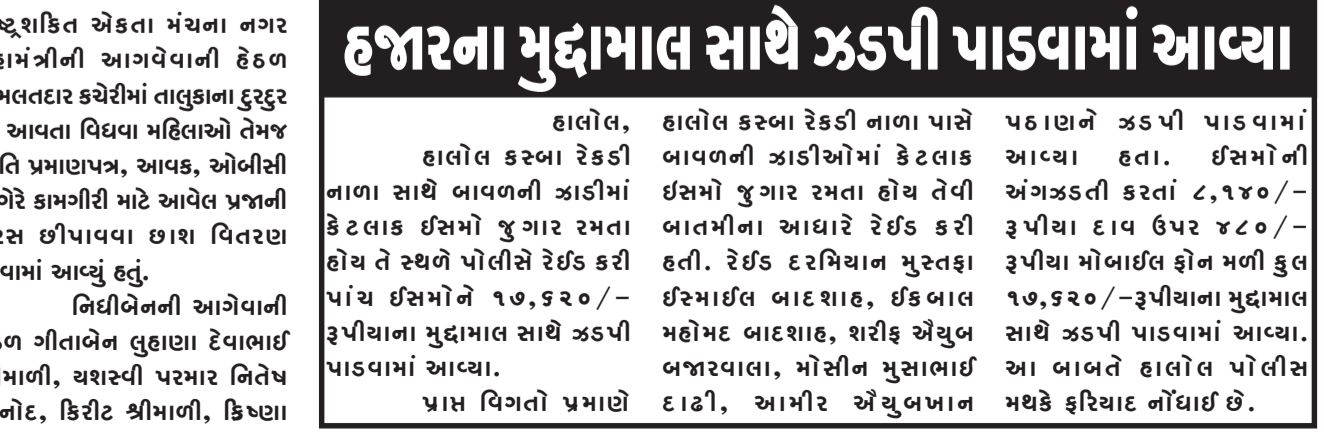 ષ્ટ્રશકિત એકતા મંચના નગર
હામંત્રીની આગવેવાની હેઠળ
મલતદાર કચેરીમાં તાલુકાના દુરદુર
આવતા વિધવા મહિલાઓ તેમજ
તિ પ્રમાણપત્ર, આવક, ઓબીસી
ગેરે કામગીરી માટે આવેલ પ્રજાની
રસ છીપાવવા છાશ વિતરણ
વામાં આવ્યું હતું.
નિધીબેનની આગેવાની
ળ ગીતાબેન લુહાણા દેવાભાઈ
માળી, યશસ્વી પરમાર નિતેષ
નોદ, કિરીટ શ્રીમાળી, ક્રિષ્ણા
હજારના મુદ્દામાલ સાથે ઝડપી પાડવામાં આવ્યા
હાલોલ,
હાલોલ કસ્બા રેકડી
નાળા સાથે બાવળની ઝાડીમાં
કેટલાક ઈસમો જુગાર રમતા
હોય તે સ્થળે પોલીસે રેઈડ કરી
પાંચ ઈસમોને ૧૭,૬૨૦/–
રૂપીયાના મુદ્દામાલ સાથે ઝડપી
પાડવામાં આવ્યા.
પ્રાપ્ત વિગતો પ્રમાણે
હાલોલ કસ્બા રેકડી નાળા પાસે
બાવળની ઝાડીઓમાં કેટલાક
ઈસમો જુગાર રમતા હોય તેવી
બાતમીના આધારે રેઈડ કરી
હતી. રેઈડ દરમિયાન મુસ્તફા
ઈસ્માઈલ બાદશાહ, ઈકબાલ
મહોમદ બાદશાહ, શરીફ ઐયુબ
બજારવાલા, મોસીન મુસાભાઈ
દાઢી, આમીર ઐયુબખાન
પઠાણને ઝડપી પાડવામાં
આવ્યા હતા. ઈસમોની
અંગઝડતી કરતાં ૮,૧૪૦/–
રૂપીયા દાવ ઉપર ૪૮૦/–
રૂપીયા મોબાઈલ ફોન મળી કુલ
૧૭,૬૨૦/–રૂપીયાના મુદ્દામાલ
સાથે ઝડપી પાડવામાં આવ્યા.
આ બાબતે હાલોલ પોલીસ
મથકે ફરિયાદ નોંધાઈ છે.